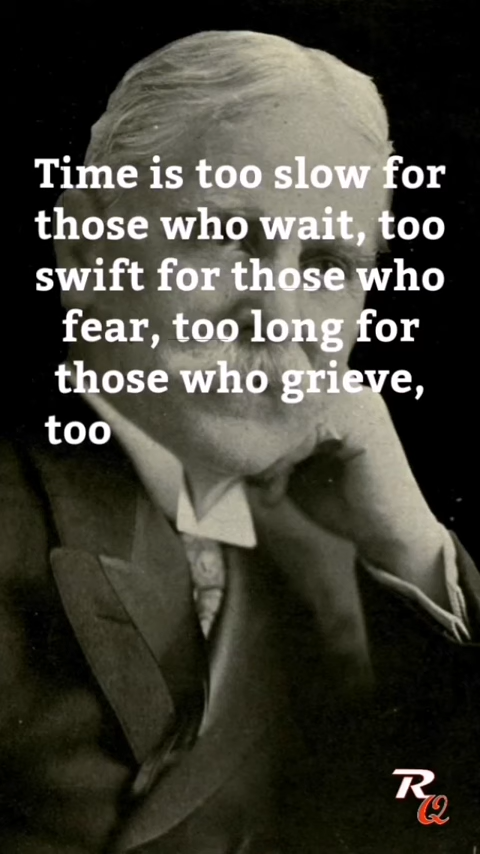 Time is too slow for
those who wait, too
swift for those who
fear, too long for
those who grieve,
too
RQ